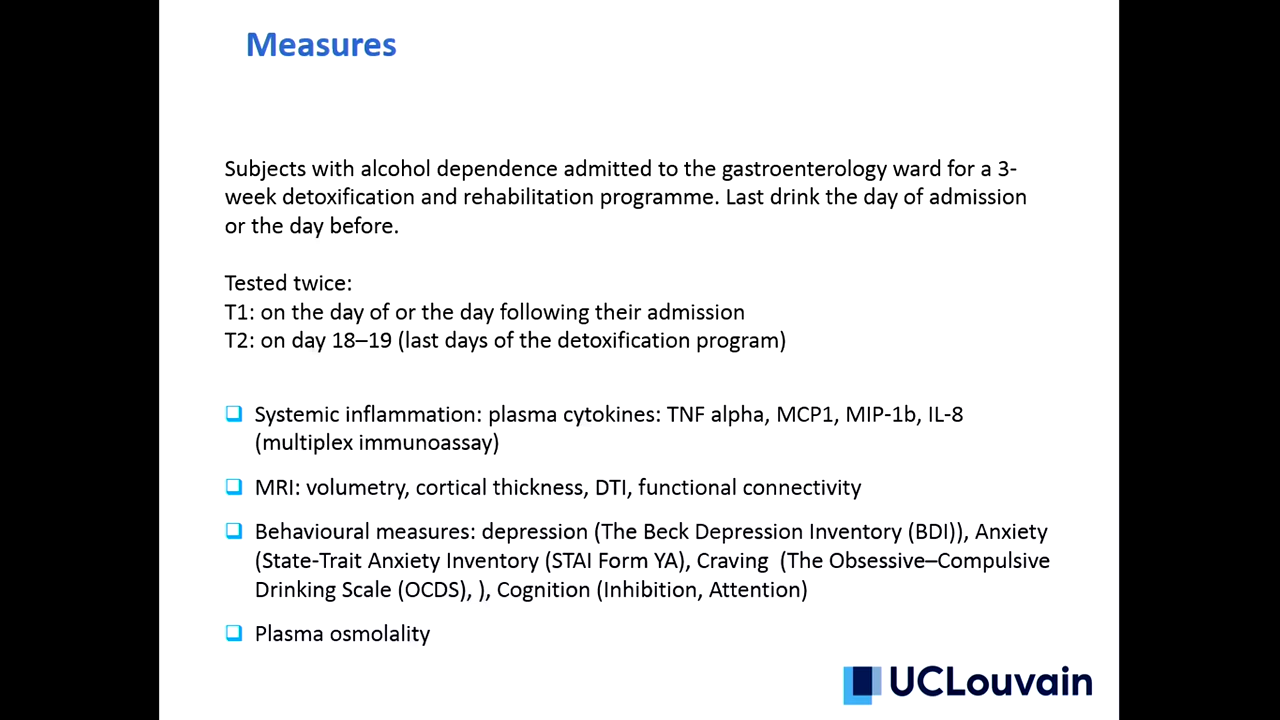 Measures
Subjects with alcohol dependence admitted to the gastroenterology ward for a 3-
week detoxification and rehabilitation programme. Last drink the day of admission
or the day before.
Tested twice:
T1: on the day of or the day following their admission
T2: on day 18–19 (last days of the detoxification program)
❑ Systemic inflammation: plasma cytokines: TNF alpha, MCP1, MIP-1b, IL-8
(multiplex immunoassay)
❑ MRI: volumetry, cortical thickness, DTI, functional connectivity
❑ Behavioural measures: depression (The Beck Depression Inventory (BDI)), Anxiety
(State-Trait Anxiety Inventory (STAI Form YA), Craving  (The Obsessive–Compulsive
Drinking Scale (OCDS), ), Cognition (Inhibition, Attention)
❑ Plasma osmolality
UCLouvain